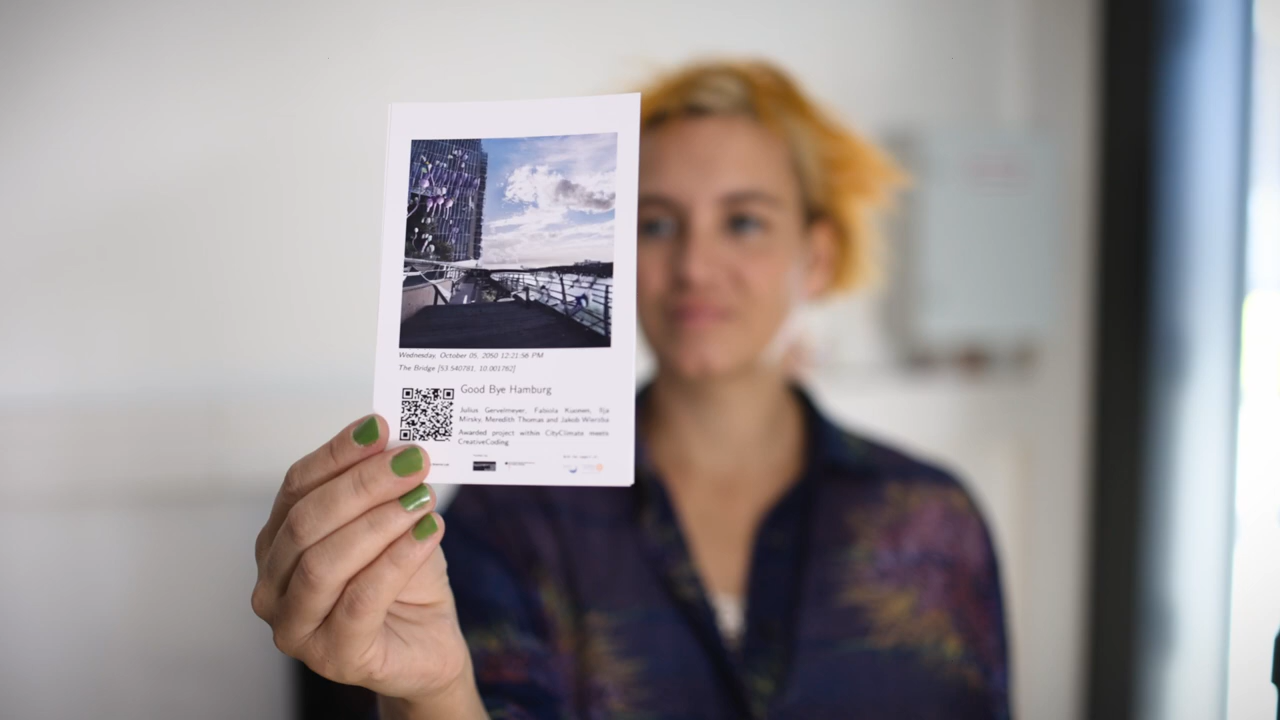 Wednesday, October 05, 2050 12:21:56 PM
The Bridge [53.540781, 10.001762]
Good Bye Hamburg
Julius Gervelmeyer, Fabiola Kuonen, Ilja
Mirsky, Meredith Thomas and Jakob Wierzba
Awarded project within CityClimate meets
CreativeCoding